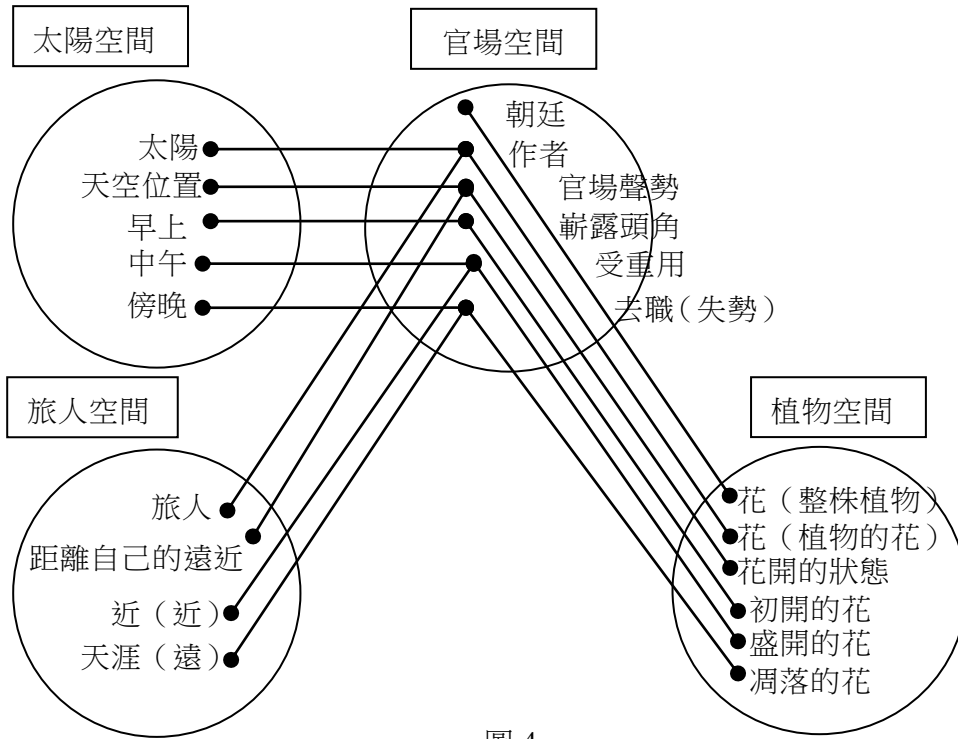 太陽空間
太陽
天空位置
早上
中午
傍晚
官場空間
朝廷
作者
官場聲勢
嶄露頭角
受重用
去職（失勢）
旅人空間
旅人
距離自己的遠近
近（近）
天涯（遠）
植物空間
花（整株植物）
花（植物的花）
花開的狀態
初開的花
盛開的花
凋落的花
圖 4